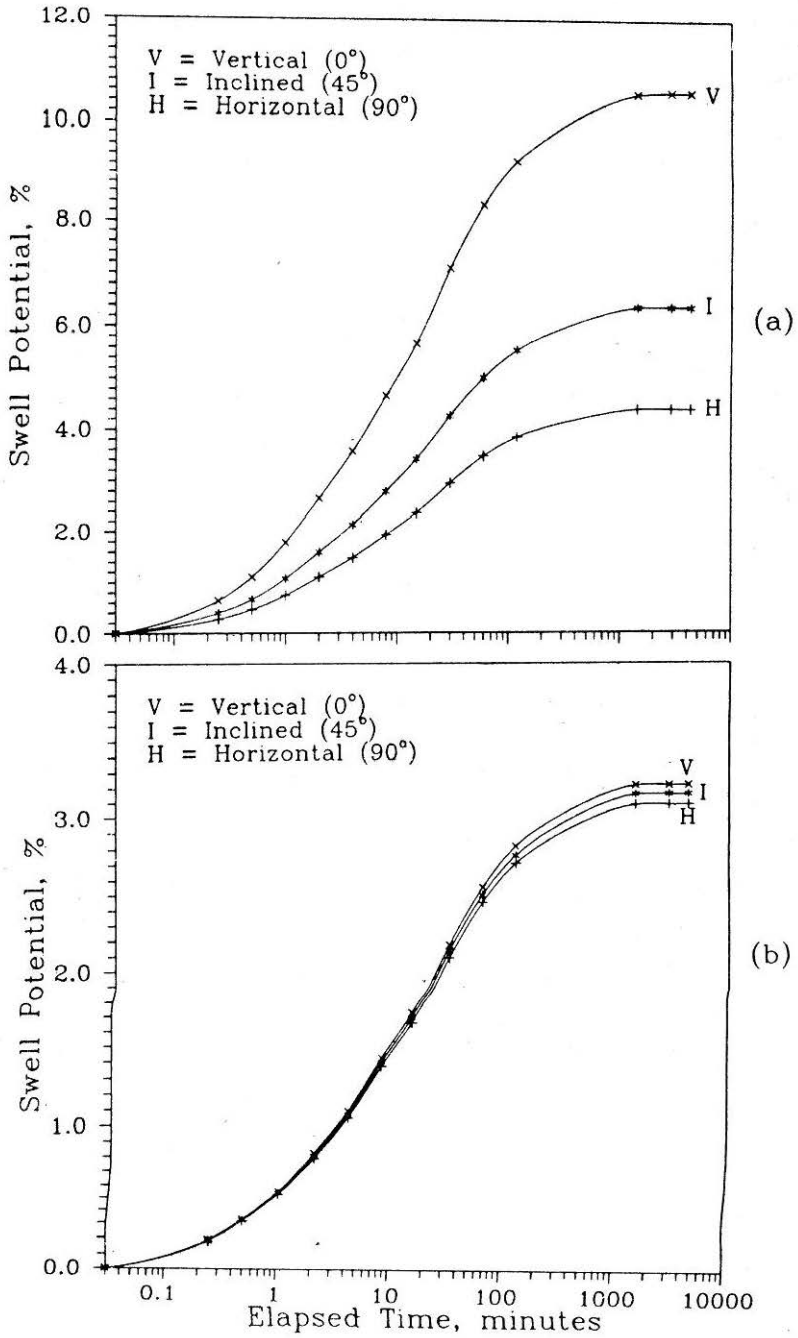 12.0
V = Vertical (0°)
I = Inclined (45°)
H = Horizontal (90°)
10.0
8.0
6.0
4.0
2.0
0.0
Swell Potential, %
V
I
H
(a)
4.0
V = Vertical (0°)
I = Inclined (45°)
H = Horizontal (90°)
3.0
2.0
1.0
0.0
Swell Potential, %
V
I
H
(b)
0.1 1 10 100 1000 10000
Elapsed Time, minutes